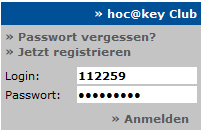 » hoc@key Club
» Passwort vergessen?
» Jetzt registrieren
Login: 112259
Passwort: •••••••••
» Anmelden